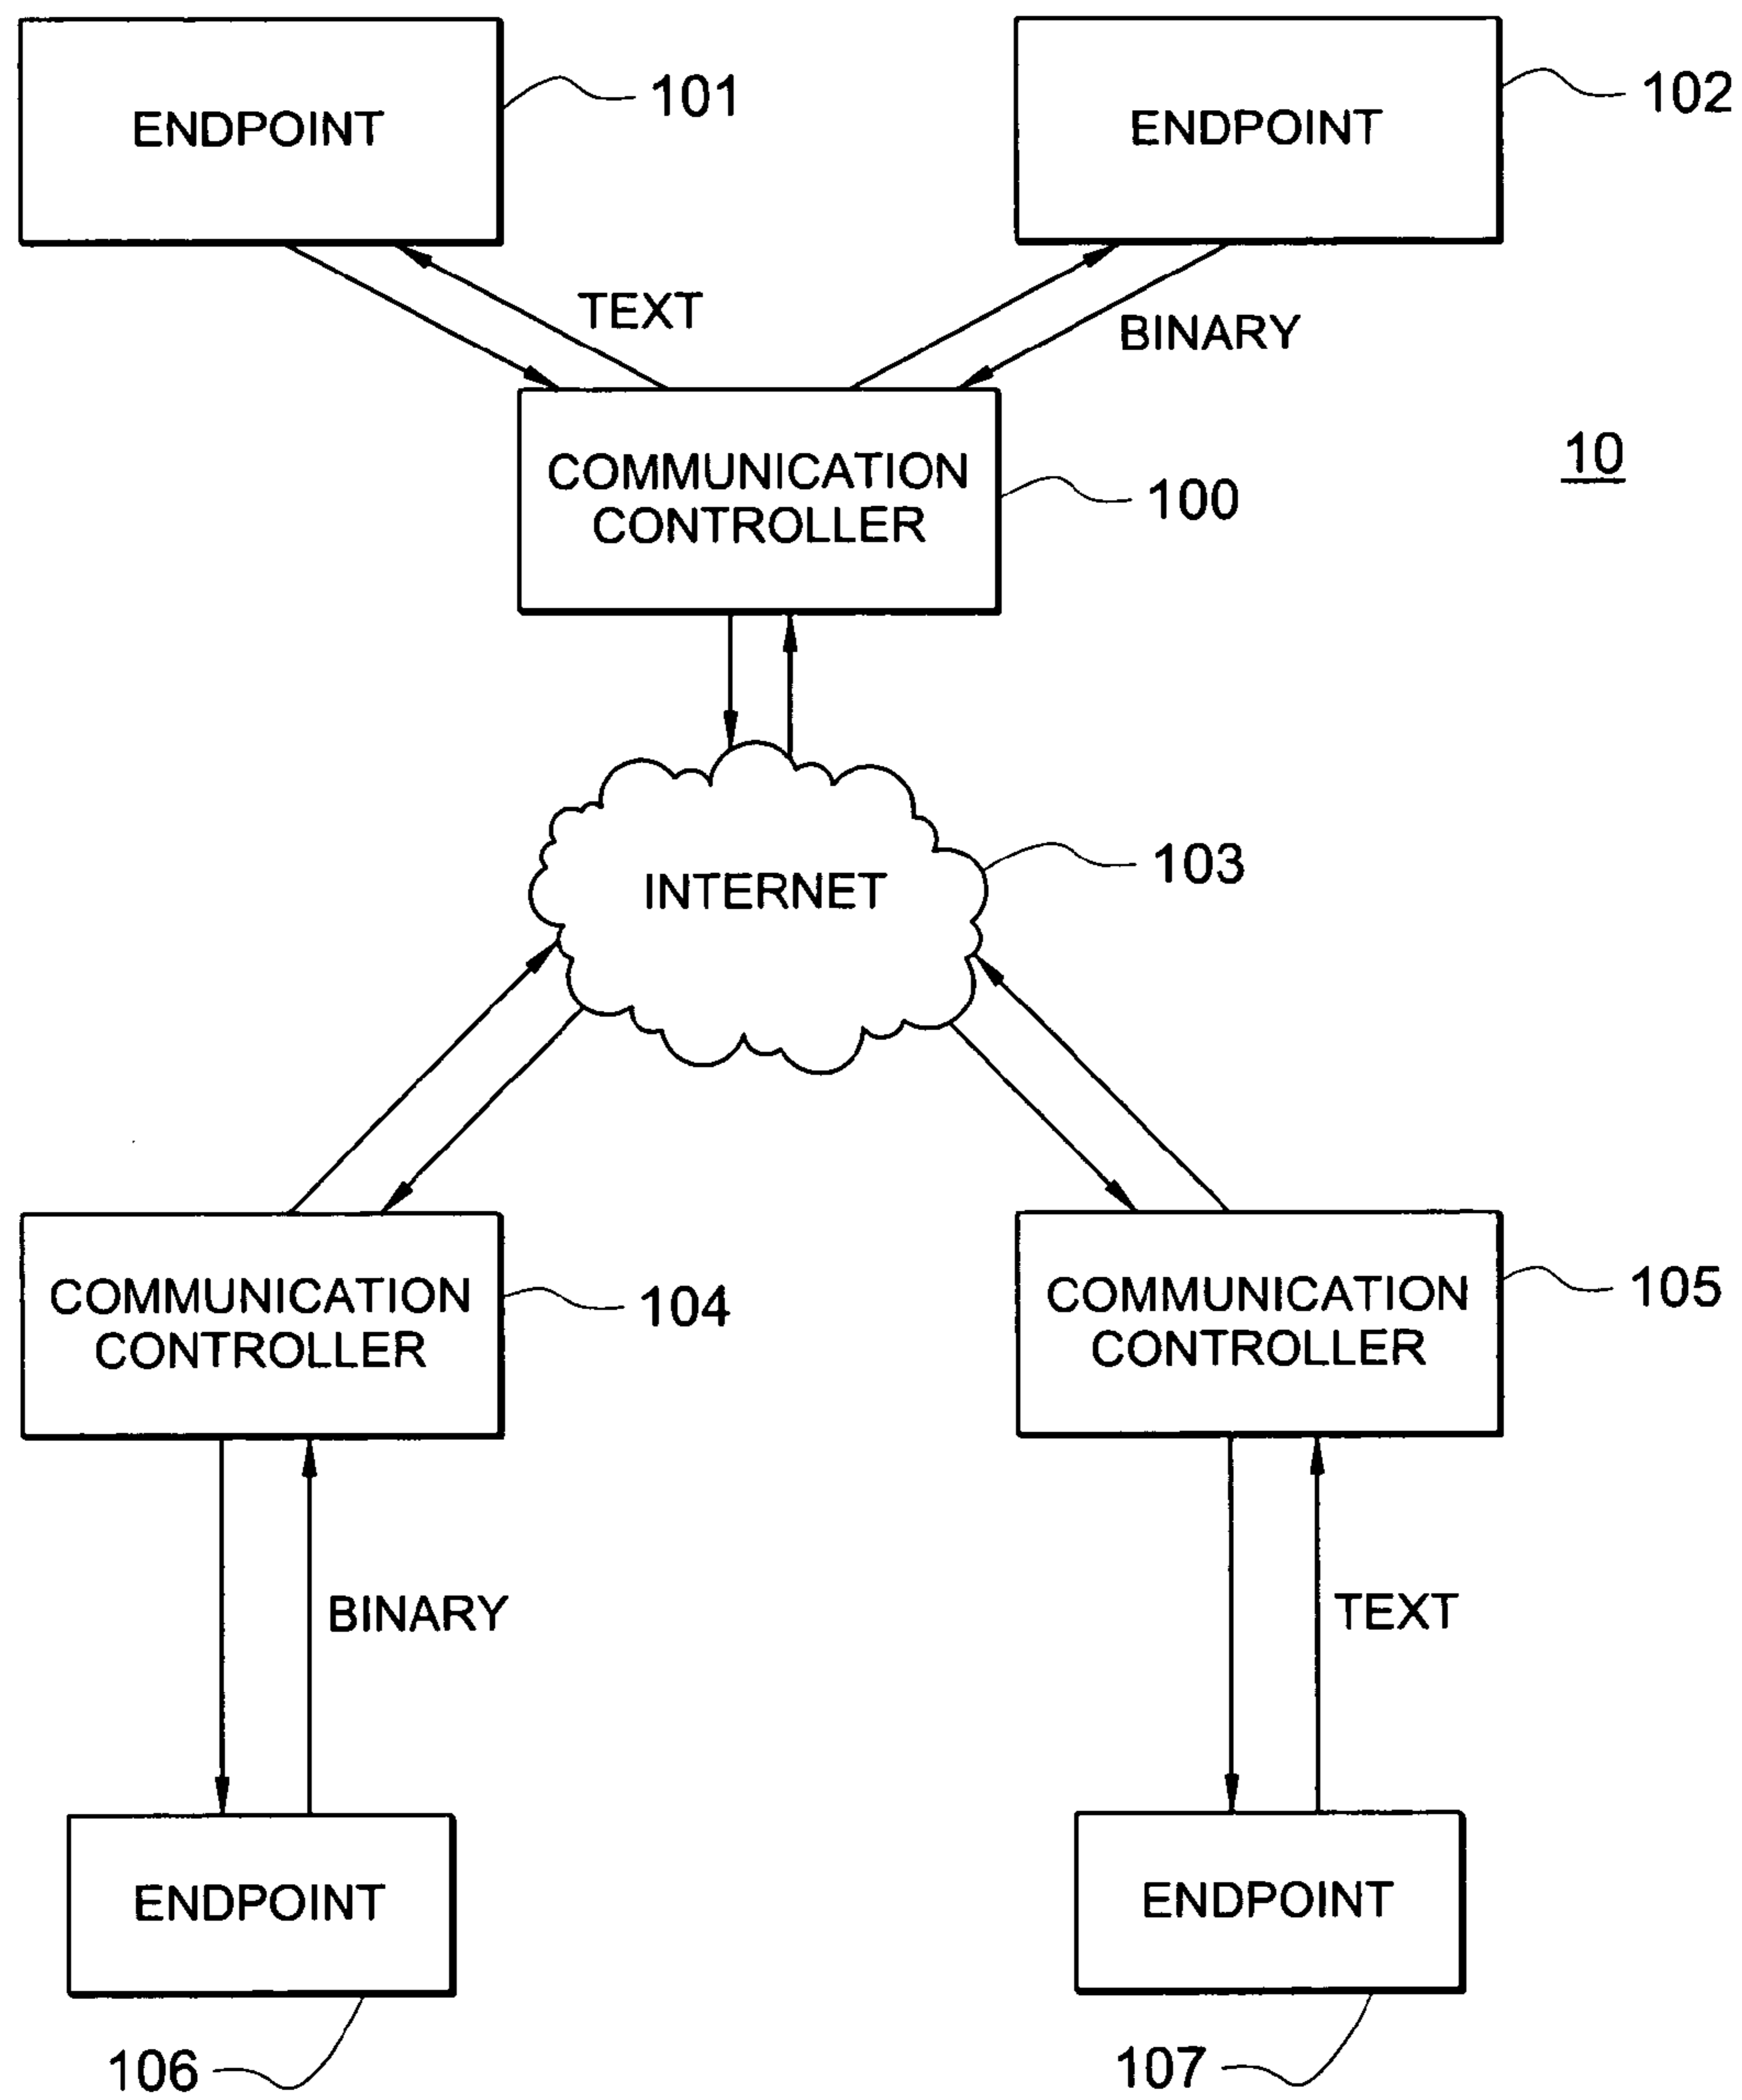 ENDPOINT
101
ENDPOINT
102
TEXT
BINARY
COMMUNICATION
CONTROLLER
100
10
INTERNET
103
COMMUNICATION
CONTROLLER
104
COMMUNICATION
CONTROLLER
105
BINARY
TEXT
ENDPOINT
ENDPOINT
106
107